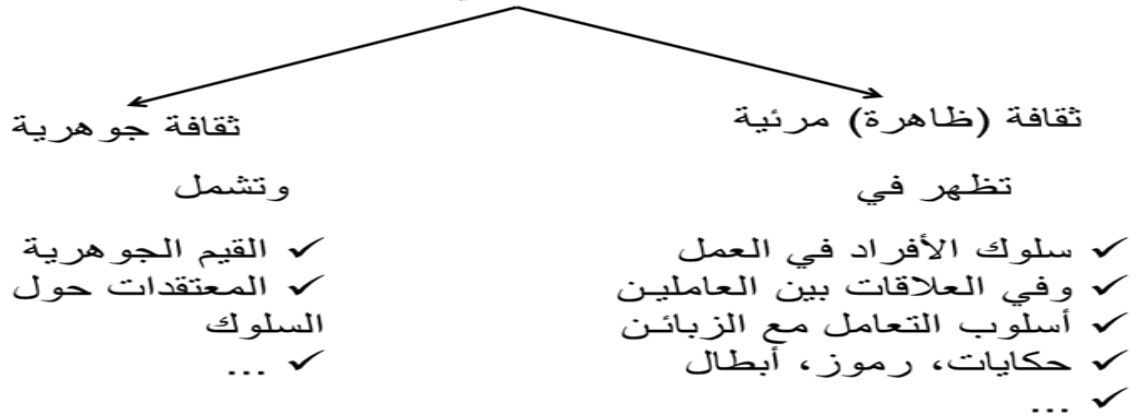 ثقافة (ظاهرة) مرئية
تظهر في
✓ سلوك الأفراد في العمل
✓ وفي العلاقات بين العاملين
✓ أسلوب التعامل مع الزبائن
✓ حكايات، رموز، أبطال
✓ ...
ثقافة جوهرية
وتشمل
✓ القيم الجوهرية
✓ المعتقدات حول
السلوك
✓ ...